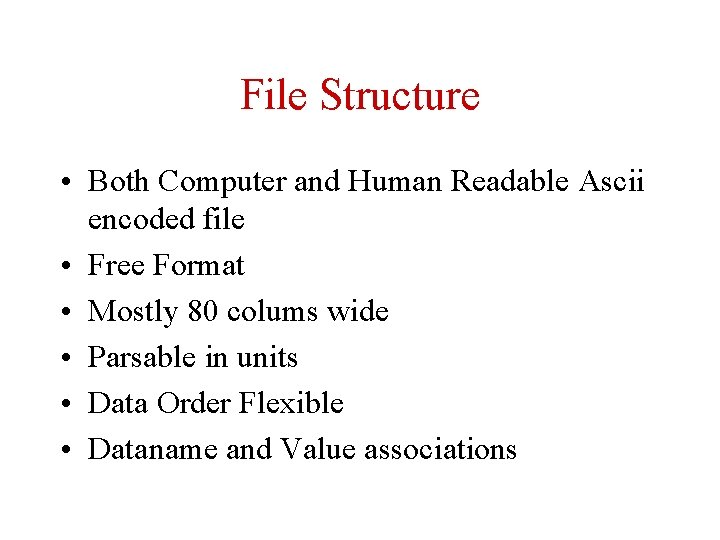 File Structure
• Both Computer and Human Readable Ascii
encoded file
• Free Format
• Mostly 80 colums wide
• Parsable in units
• Data Order Flexible
• Dataname and Value associations